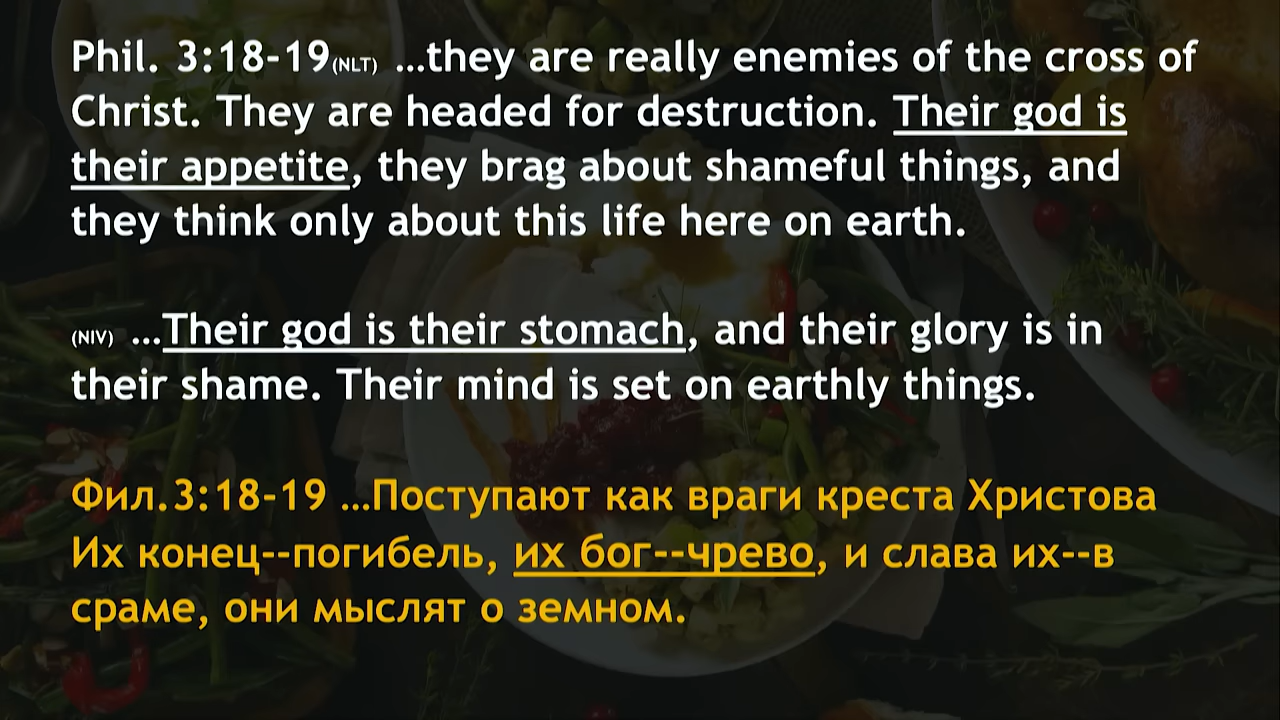 Phil. 3:18-19(NLT) ...they are really enemies of the cross of
Christ. They are headed for destruction. Their god is
their appetite, they brag about shameful things, and
they think only about this life here on earth.
(NIV) ...Their god is their stomach, and their glory is in
their shame. Their mind is set on earthly things.
Фил.3:18-19 ...Поступают как враги креста Христова
Их конец--погибель, их бог--чрево, и слава их--в
сраме, они мыслят о земном.